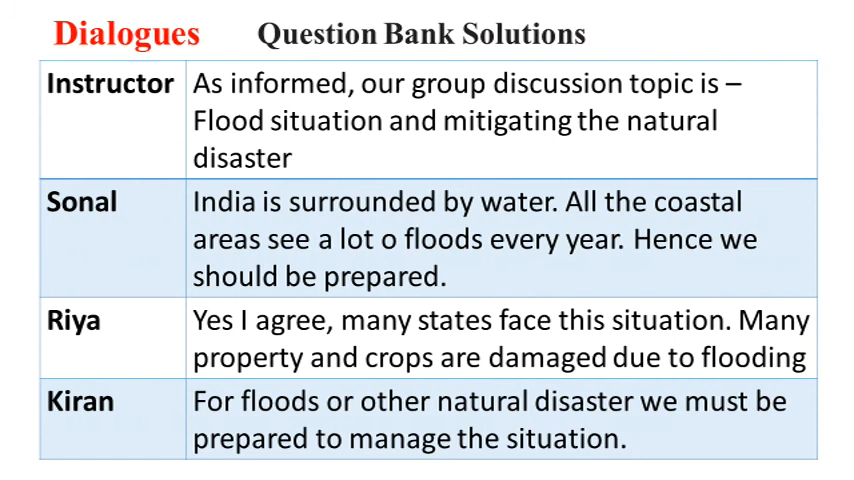 Dialogues Question Bank Solutions
Instructor As informed, our group discussion topic is –
Flood situation and mitigating the natural
disaster
Sonal India is surrounded by water. All the coastal
areas see a lot o floods every year. Hence we
should be prepared.
Riya Yes I agree, many states face this situation. Many
property and crops are damaged due to flooding
Kiran For floods or other natural disaster we must be
prepared to manage the situation.